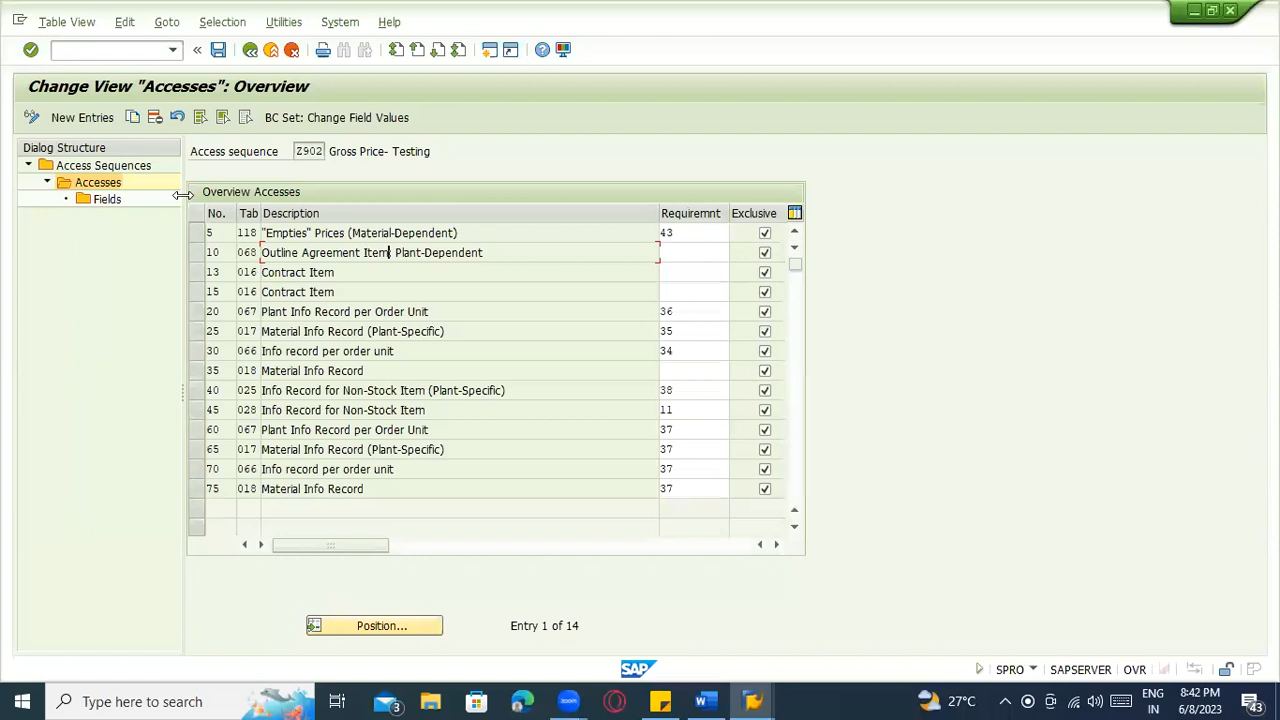 Table View Edit Goto Selection Utilities System Help
Change View "Accesses": Overview
New Entries BC Set: Change Field Values
Dialog Structure
Access Sequences
Accesses
Fields
Access sequence Z902 Gross Price- Testing
Overview Accesses
No. Tab Description Requiremnt Exclusive
5 118 "Empties" Prices (Material-Dependent) 43
10 068 Outline Agreement Item: Plant-Dependent
13 016 Contract Item
15 016 Contract Item
20 067 Plant Info Record per Order Unit 36
25 017 Material Info Record (Plant-Specific) 35
30 066 Info record per order unit 34
35 018 Material Info Record
40 025 Info Record for Non-Stock Item (Plant-Specific) 38
45 028 Info Record for Non-Stock Item 11
60 067 Plant Info Record per Order Unit 37
65 017 Material Info Record (Plant-Specific) 37
70 066 Info record per order unit 37
75 018 Material Info Record 37
Position... Entry 1 of 14
SAP SPRO SAPSERVER OVR
Type here to search 3 27°C ENG IN 8:42 PM 6/8/2023 43